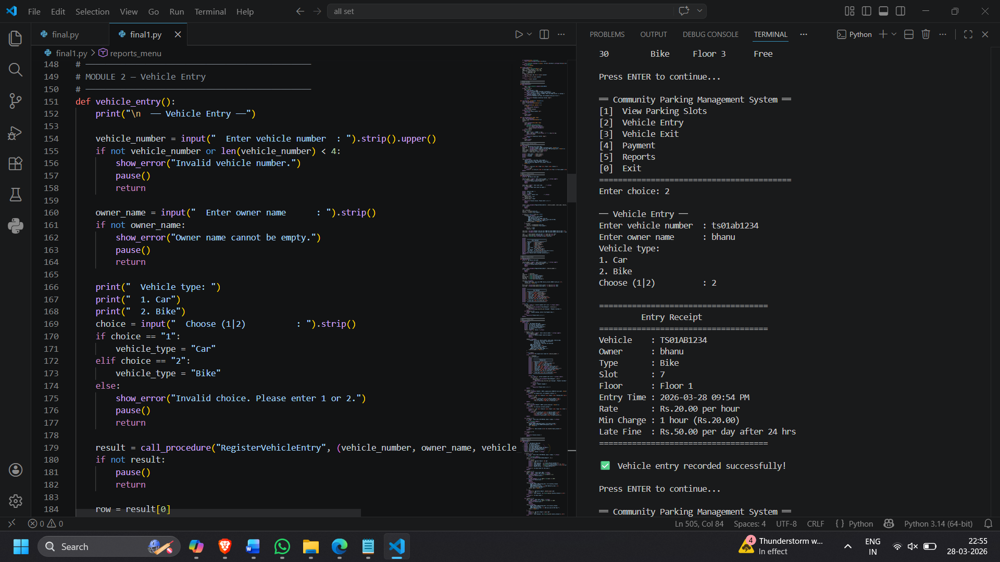 File Edit Selection View Go Run Terminal Help
all set
final.py
final1.py
final1.py > reports_menu
148 # ─────────────────────────────────────────────
149 # MODULE 2 — Vehicle Entry
150 # ─────────────────────────────────────────────
151 def vehicle_entry():
152 print("\n ── Vehicle Entry ──")
153
154 vehicle_number = input("  Enter vehicle number  : ").strip().upper()
155 if not vehicle_number or len(vehicle_number) < 4:
156 show_error("Invalid vehicle number.")
157 pause()
158 return
159
160 owner_name = input("  Enter owner name      : ").strip()
161 if not owner_name:
162 show_error("Owner name cannot be empty.")
163 pause()
164 return
165
166 print("  Vehicle type: ")
167 print("  1. Car")
168 print("  2. Bike")
169 choice = input("  Choose (1|2)          : ").strip()
170 if choice == "1":
171 vehicle_type = "Car"
172 elif choice == "2":
173 vehicle_type = "Bike"
174 else:
175 show_error("Invalid choice. Please enter 1 or 2.")
176 pause()
177 return
178
179 result = call_procedure("RegisterVehicleEntry", (vehicle_number, owner_name, vehicle
180 if not result:
181 pause()
182 return
183
184 row = result[0]
PROBLEMS OUTPUT DEBUG CONSOLE TERMINAL
Python
30 Bike Floor 3 Free
Press ENTER to continue...
══ Community Parking Management System ══
[1] View Parking Slots
[2] Vehicle Entry
[3] Vehicle Exit
[4] Payment
[5] Reports
[0] Exit
=========================================
Enter choice: 2
── Vehicle Entry ──
Enter vehicle number  : ts01ab1234
Enter owner name      : bhanu
Vehicle type:
1. Car
2. Bike
Choose (1|2)          : 2
====================================
Entry Receipt
====================================
Vehicle    : TS01AB1234
Owner      : bhanu
Type       : Bike
Slot       : 7
Floor      : Floor 1
Entry Time : 2026-03-28 09:54 PM
Rate       : Rs.20.00 per hour
Min Charge : 1 hour (Rs.20.00)
Late Fine  : Rs.50.00 per day after 24 hrs
====================================
✅ Vehicle entry recorded successfully!
Press ENTER to continue...
══ Community Parking Management System ══
0 0
Ln 505, Col 84 Spaces: 4 UTF-8 CRLF { } Python Python 3.14 (64-bit)
Search
4
Thunderstorm w...
In effect
ENG
IN
22:55
28-03-2026